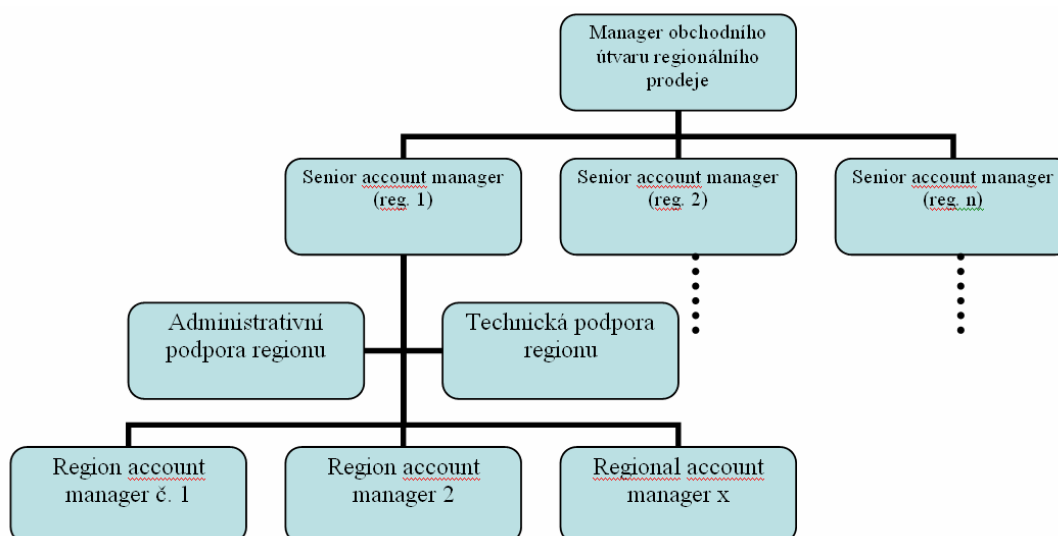 Manager obchodního
útvaru regionálního
prodeje
Senior account manager
(reg. 1)
Senior account manager
(reg. 2)
Senior account manager
(reg. n)
Administrativní
podpora regionu
Technická podpora
regionu
Region account
manager č. 1
Region account
manager 2
Regional account
manager x